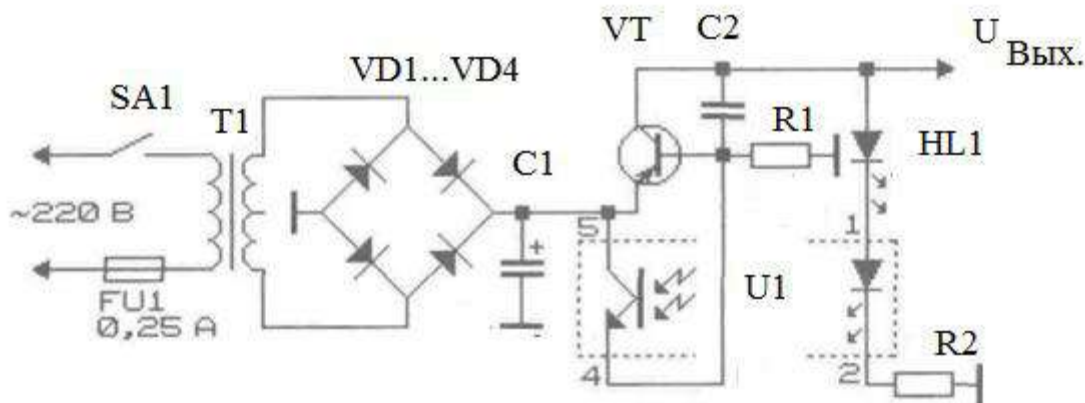 VT
C2
U Вых.
VD1...VD4
SA1
T1
C1
R1
HL1
~220 В
5
1
U1
FU1
0,25 А
+
4
2
R2